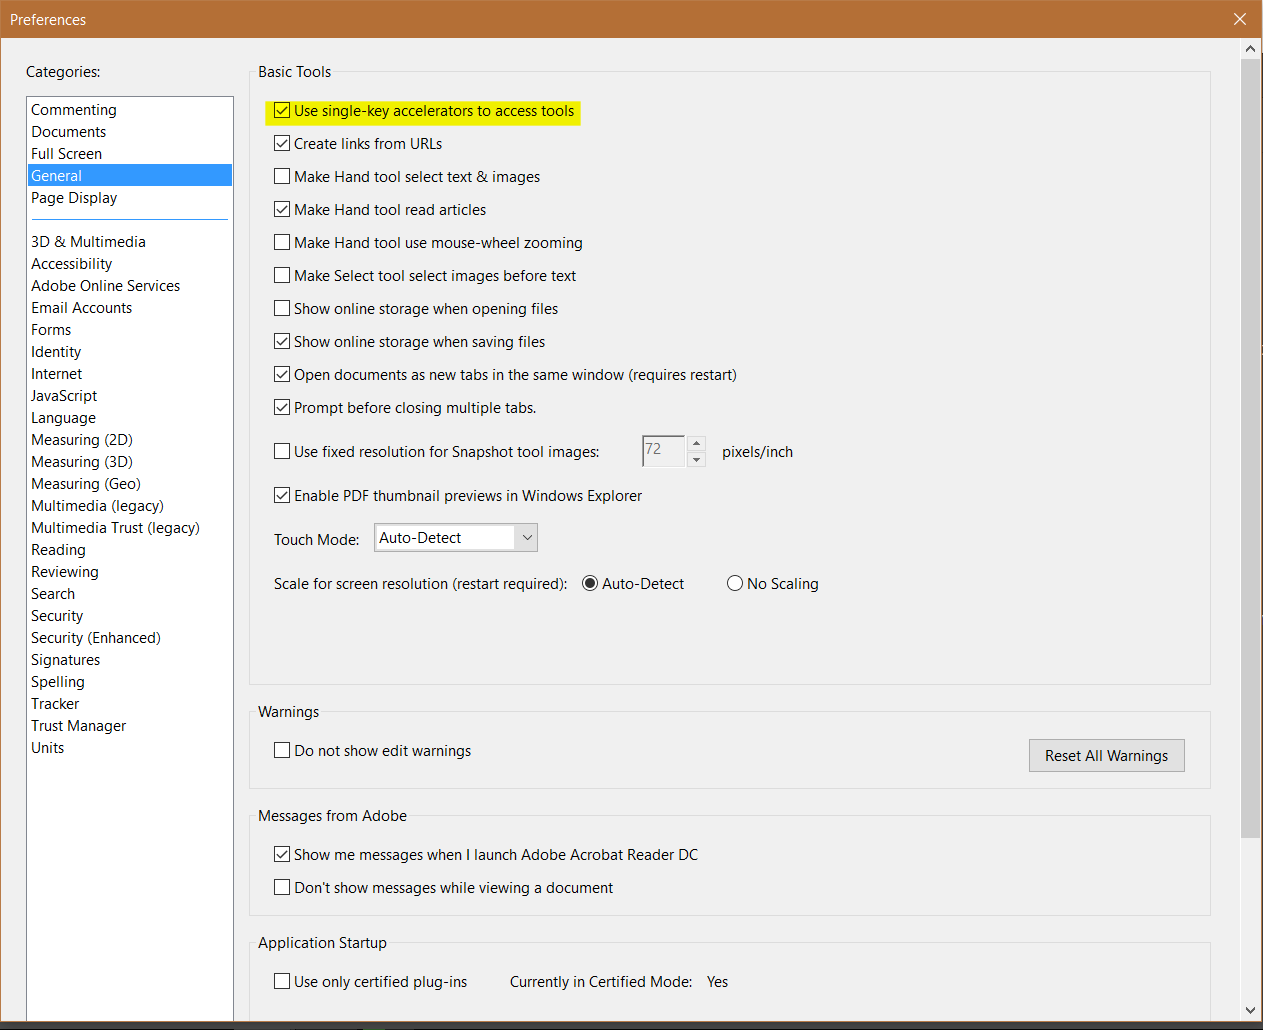 Preferences
Categories:
Commenting
Documents
Full Screen
General
Page Display
3D & Multimedia
Accessibility
Adobe Online Services
Email Accounts
Forms
Identity
Internet
JavaScript
Language
Measuring (2D)
Measuring (3D)
Measuring (Geo)
Multimedia (legacy)
Multimedia Trust (legacy)
Reading
Reviewing
Search
Security
Security (Enhanced)
Signatures
Spelling
Tracker
Trust Manager
Units
Basic Tools
Use single-key accelerators to access tools
Create links from URLs
Make Hand tool select text & images
Make Hand tool read articles
Make Hand tool use mouse-wheel zooming
Make Select tool select images before text
Show online storage when opening files
Show online storage when saving files
Open documents as new tabs in the same window (requires restart)
Prompt before closing multiple tabs.
Use fixed resolution for Snapshot tool images: 72 pixels/inch
Enable PDF thumbnail previews in Windows Explorer
Touch Mode: Auto-Detect
Scale for screen resolution (restart required): Auto-Detect No Scaling
Warnings
Do not show edit warnings Reset All Warnings
Messages from Adobe
Show me messages when I launch Adobe Acrobat Reader DC
Don't show messages while viewing a document
Application Startup
Use only certified plug-ins Currently in Certified Mode: Yes